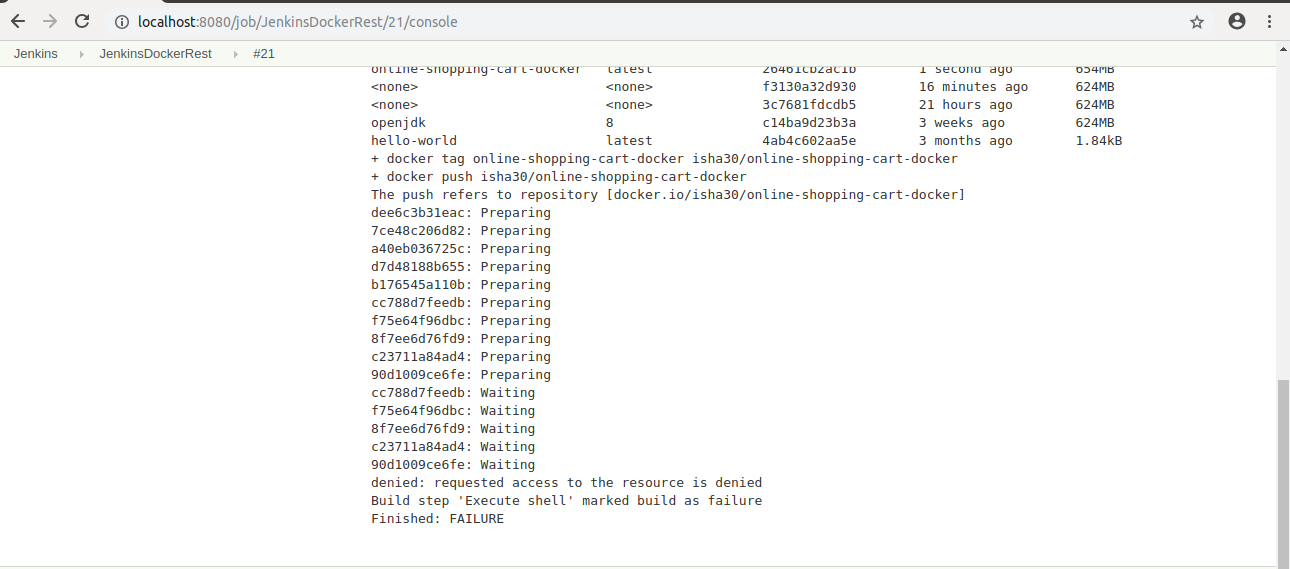 localhost:8080/job/JenkinsDockerRest/21/console
Jenkins JenkinsDockerRest #21
online-shopping-cart-docker latest 26461cb2ac1b 1 second ago 654MB
<none> <none> f3130a32d930 16 minutes ago 624MB
<none> <none> 3c7681fdcdb5 21 hours ago 624MB
openjdk 8 c14ba9d23b3a 3 weeks ago 624MB
hello-world latest 4ab4c602aa5e 3 months ago 1.84kB
+ docker tag online-shopping-cart-docker isha30/online-shopping-cart-docker
+ docker push isha30/online-shopping-cart-docker
The push refers to repository [docker.io/isha30/online-shopping-cart-docker]
dee6c3b31eac: Preparing
7ce48c206d82: Preparing
a40eb036725c: Preparing
d7d48188b655: Preparing
b176545a110b: Preparing
cc788d7feedb: Preparing
f75e64f96dbc: Preparing
8f7ee6d76fd9: Preparing
c23711a84ad4: Preparing
90d1009ce6fe: Preparing
cc788d7feedb: Waiting
f75e64f96dbc: Waiting
8f7ee6d76fd9: Waiting
c23711a84ad4: Waiting
90d1009ce6fe: Waiting
denied: requested access to the resource is denied
Build step 'Execute shell' marked build as failure
Finished: FAILURE